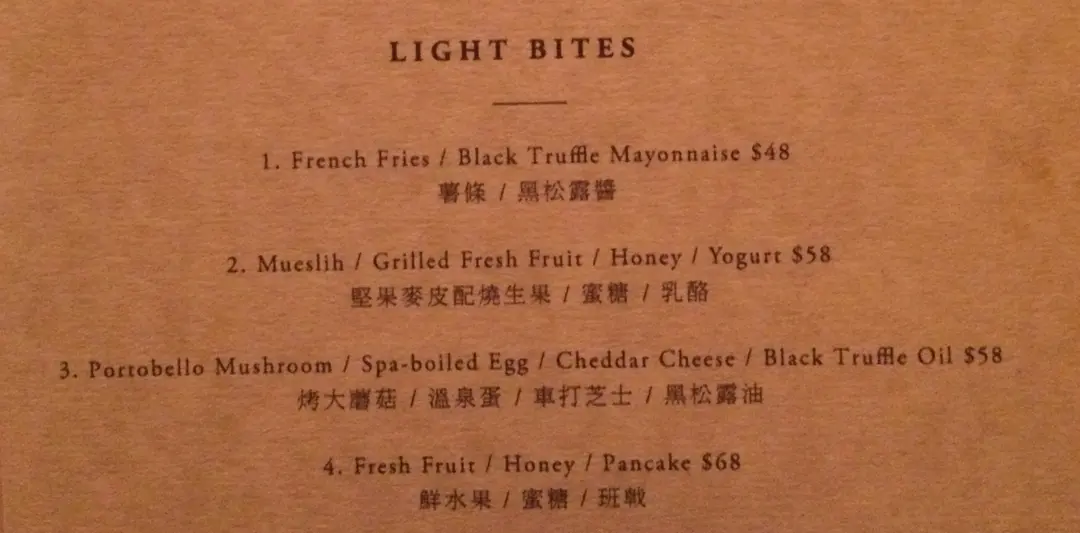 LIGHT BITES
1. French Fries / Black Truffle Mayonnaise $48
薯條 / 黑松露醬
2. Mueslih / Grilled Fresh Fruit / Honey / Yogurt $58
堅果麥皮配燒生果 / 蜜糖 / 乳酪
3. Portobello Mushroom / Spa-boiled Egg / Cheddar Cheese / Black Truffle Oil $58
烤大蘑菇 / 溫泉蛋 / 車打芝士 / 黑松露油
4. Fresh Fruit / Honey / Pancake $68
鮮水果 / 蜜糖 / 班戟